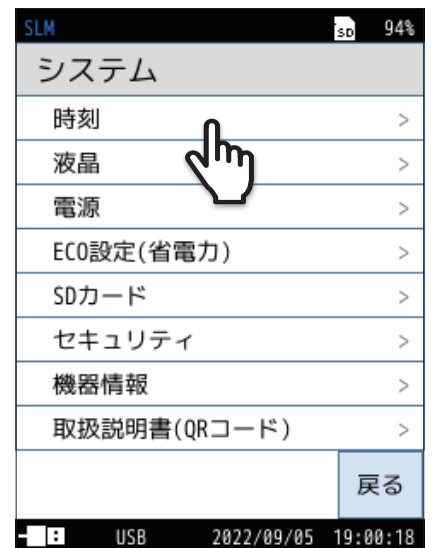 SLM SD 94%
システム
時刻 >
液晶 >
電源 >
ECO設定(省電力) >
SDカード >
セキュリティ >
機器情報 >
取扱説明書(QRコード) >
戻る
USB 2022/09/05 19:00:18